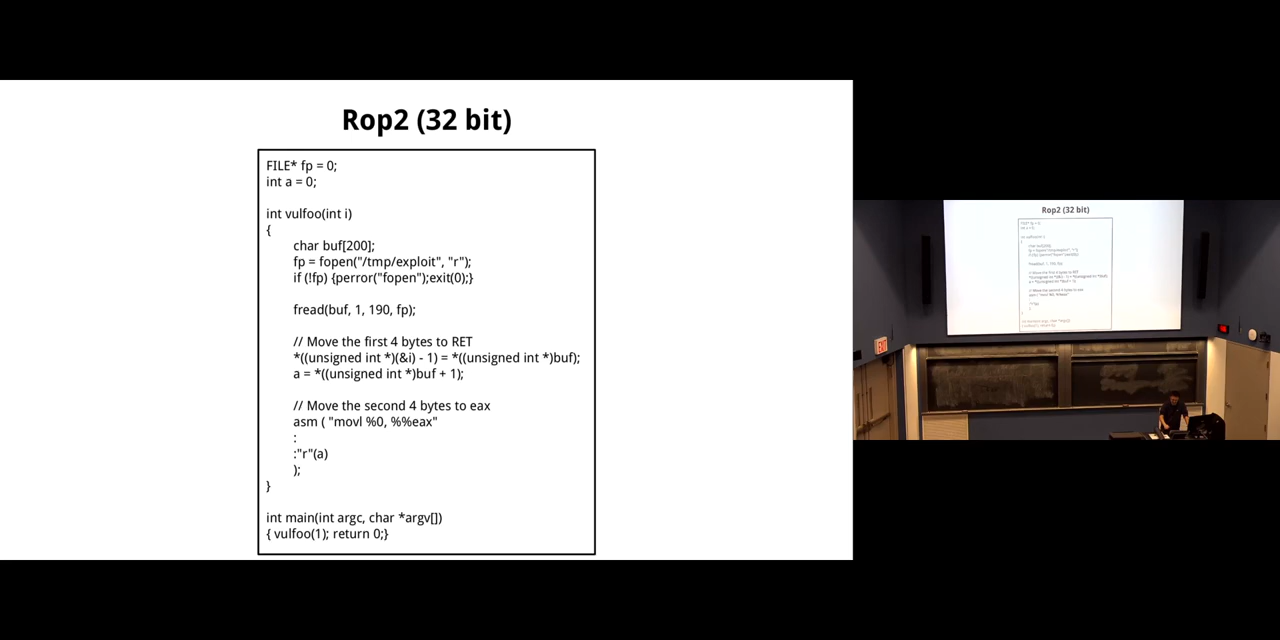 Rop2 (32 bit)
FILE* fp = 0;
int a = 0;
int vulfoo(int i)
{
char buf[200];
fp = fopen("/tmp/exploit", "r");
if (!fp) {perror("fopen");exit(0);}
fread(buf, 1, 190, fp);
// Move the first 4 bytes to RET
*((unsigned int *)(&i) - 1) = *((unsigned int *)buf);
a = *((unsigned int *)buf + 1);
// Move the second 4 bytes to eax
asm ( "movl %0, %%eax"
:
:"r"(a)
);
}
int main(int argc, char *argv[])
{ vulfoo(1); return 0;}
Rop2 (32 bit)
EXIT